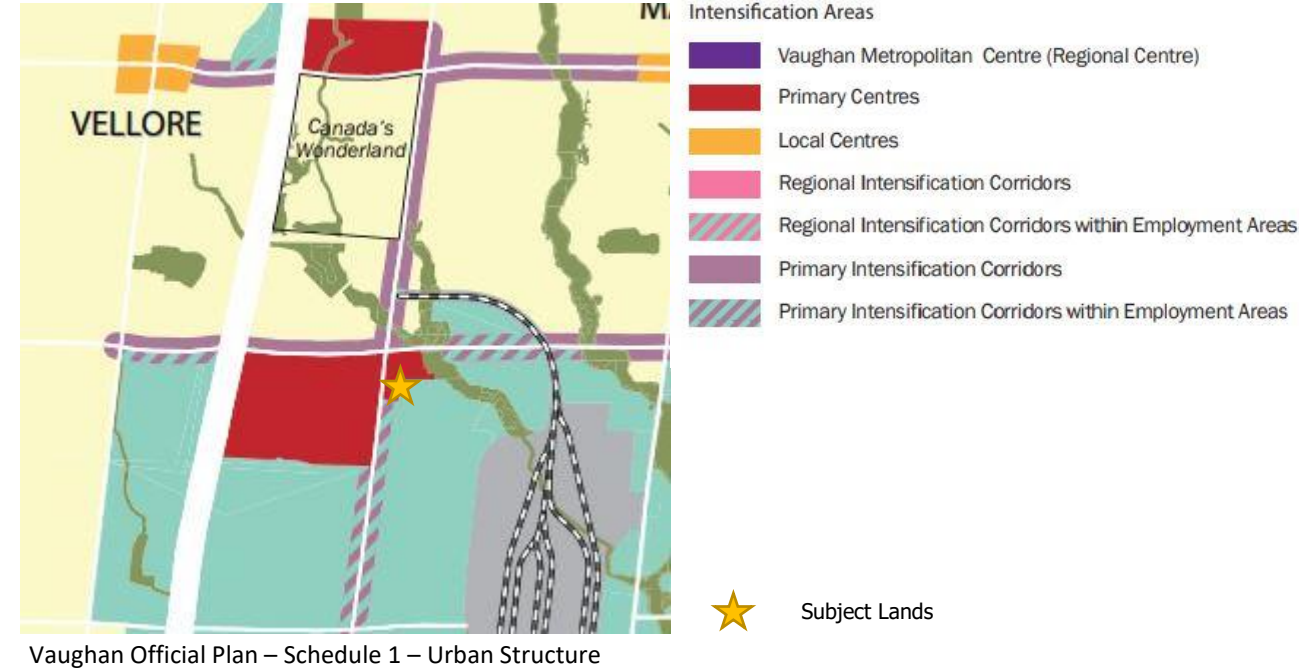 Intensification Areas
Vaughan Metropolitan Centre (Regional Centre)
Primary Centres
Local Centres
Regional Intensification Corridors
Regional Intensification Corridors within Employment Areas
Primary Intensification Corridors
Primary Intensification Corridors within Employment Areas
VELLORE
Canada's
Wonderland
Subject Lands
Vaughan Official Plan – Schedule 1 – Urban Structure